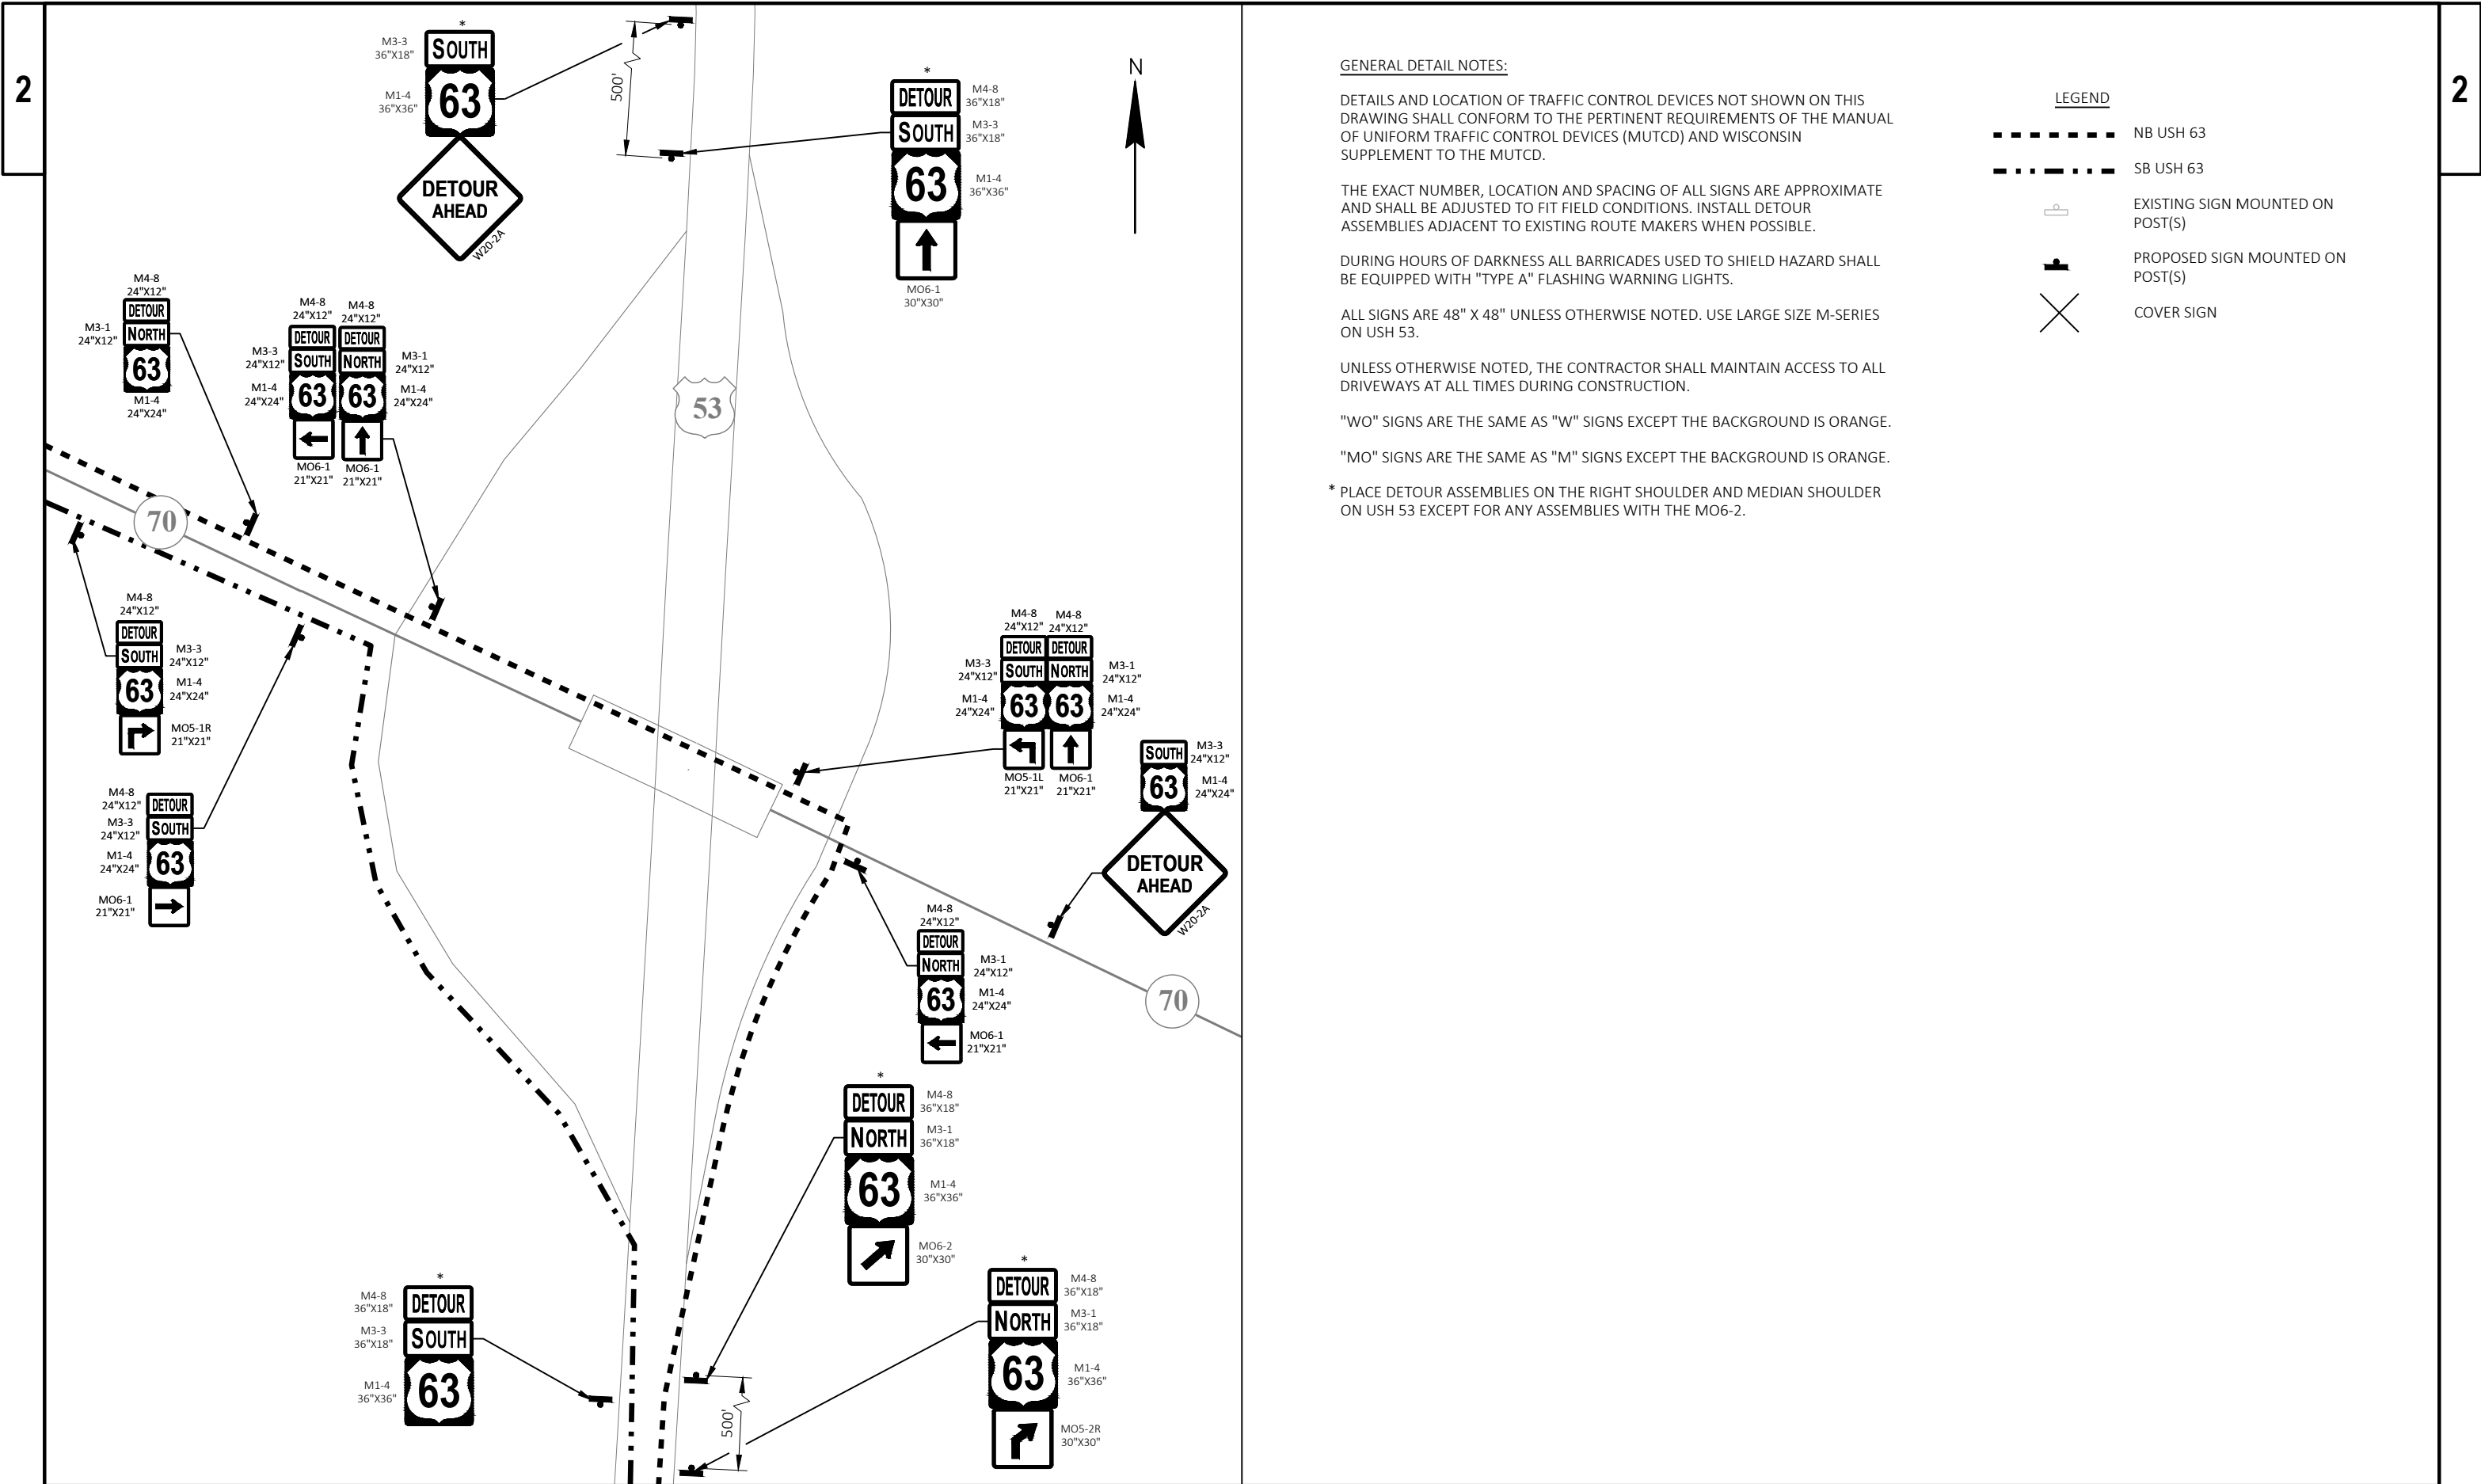 2
2
*
M3-3
36"X18"
SOUTH
M1-4
36"X36"
63
DETOUR
AHEAD
W20-2A
500'
*
DETOUR
M4-8
36"X18"
SOUTH
M3-3
36"X18"
63
M1-4
36"X36"
MO6-1
30"X30"
N
M4-8
24"X12"
DETOUR
M3-1
24"X12"
NORTH
63
M1-4
24"X24"
M4-8
24"X12"
M4-8
24"X12"
DETOUR
DETOUR
M3-3
24"X12"
SOUTH
NORTH
M3-1
24"X12"
M1-4
24"X24"
63
63
M1-4
24"X24"
MO6-1
21"X21"
MO6-1
21"X21"
53
70
M4-8
24"X12"
DETOUR
SOUTH
M3-3
24"X12"
63
M1-4
24"X24"
MO5-1R
21"X21"
M4-8
24"X12"
DETOUR
M3-3
24"X12"
SOUTH
M1-4
24"X24"
63
MO6-1
21"X21"
M4-8
24"X12"
M4-8
24"X12"
DETOUR
DETOUR
M3-3
24"X12"
SOUTH
NORTH
M3-1
24"X12"
M1-4
24"X24"
63
63
M1-4
24"X24"
MO5-1L
21"X21"
MO6-1
21"X21"
SOUTH
M3-3
24"X12"
63
M1-4
24"X24"
DETOUR
AHEAD
W20-2A
M4-8
24"X12"
DETOUR
NORTH
M3-1
24"X12"
63
M1-4
24"X24"
MO6-1
21"X21"
70
*
DETOUR
M4-8
36"X18"
NORTH
M3-1
36"X18"
63
M1-4
36"X36"
MO6-2
30"X30"
*
M4-8
36"X18"
DETOUR
M3-3
36"X18"
SOUTH
M1-4
36"X36"
63
500'
*
DETOUR
M4-8
36"X18"
NORTH
M3-1
36"X18"
63
M1-4
36"X36"
MO5-2R
30"X30"
GENERAL DETAIL NOTES:
DETAILS AND LOCATION OF TRAFFIC CONTROL DEVICES NOT SHOWN ON THIS
DRAWING SHALL CONFORM TO THE PERTINENT REQUIREMENTS OF THE MANUAL
OF UNIFORM TRAFFIC CONTROL DEVICES (MUTCD) AND WISCONSIN
SUPPLEMENT TO THE MUTCD.
THE EXACT NUMBER, LOCATION AND SPACING OF ALL SIGNS ARE APPROXIMATE
AND SHALL BE ADJUSTED TO FIT FIELD CONDITIONS. INSTALL DETOUR
ASSEMBLIES ADJACENT TO EXISTING ROUTE MAKERS WHEN POSSIBLE.
DURING HOURS OF DARKNESS ALL BARRICADES USED TO SHIELD HAZARD SHALL
BE EQUIPPED WITH "TYPE A" FLASHING WARNING LIGHTS.
ALL SIGNS ARE 48" X 48" UNLESS OTHERWISE NOTED. USE LARGE SIZE M-SERIES
ON USH 53.
UNLESS OTHERWISE NOTED, THE CONTRACTOR SHALL MAINTAIN ACCESS TO ALL
DRIVEWAYS AT ALL TIMES DURING CONSTRUCTION.
"WO" SIGNS ARE THE SAME AS "W" SIGNS EXCEPT THE BACKGROUND IS ORANGE.
"MO" SIGNS ARE THE SAME AS "M" SIGNS EXCEPT THE BACKGROUND IS ORANGE.
* PLACE DETOUR ASSEMBLIES ON THE RIGHT SHOULDER AND MEDIAN SHOULDER
ON USH 53 EXCEPT FOR ANY ASSEMBLIES WITH THE MO6-2.
LEGEND
NB USH 63
SB USH 63
EXISTING SIGN MOUNTED ON
POST(S)
PROPOSED SIGN MOUNTED ON
POST(S)
COVER SIGN